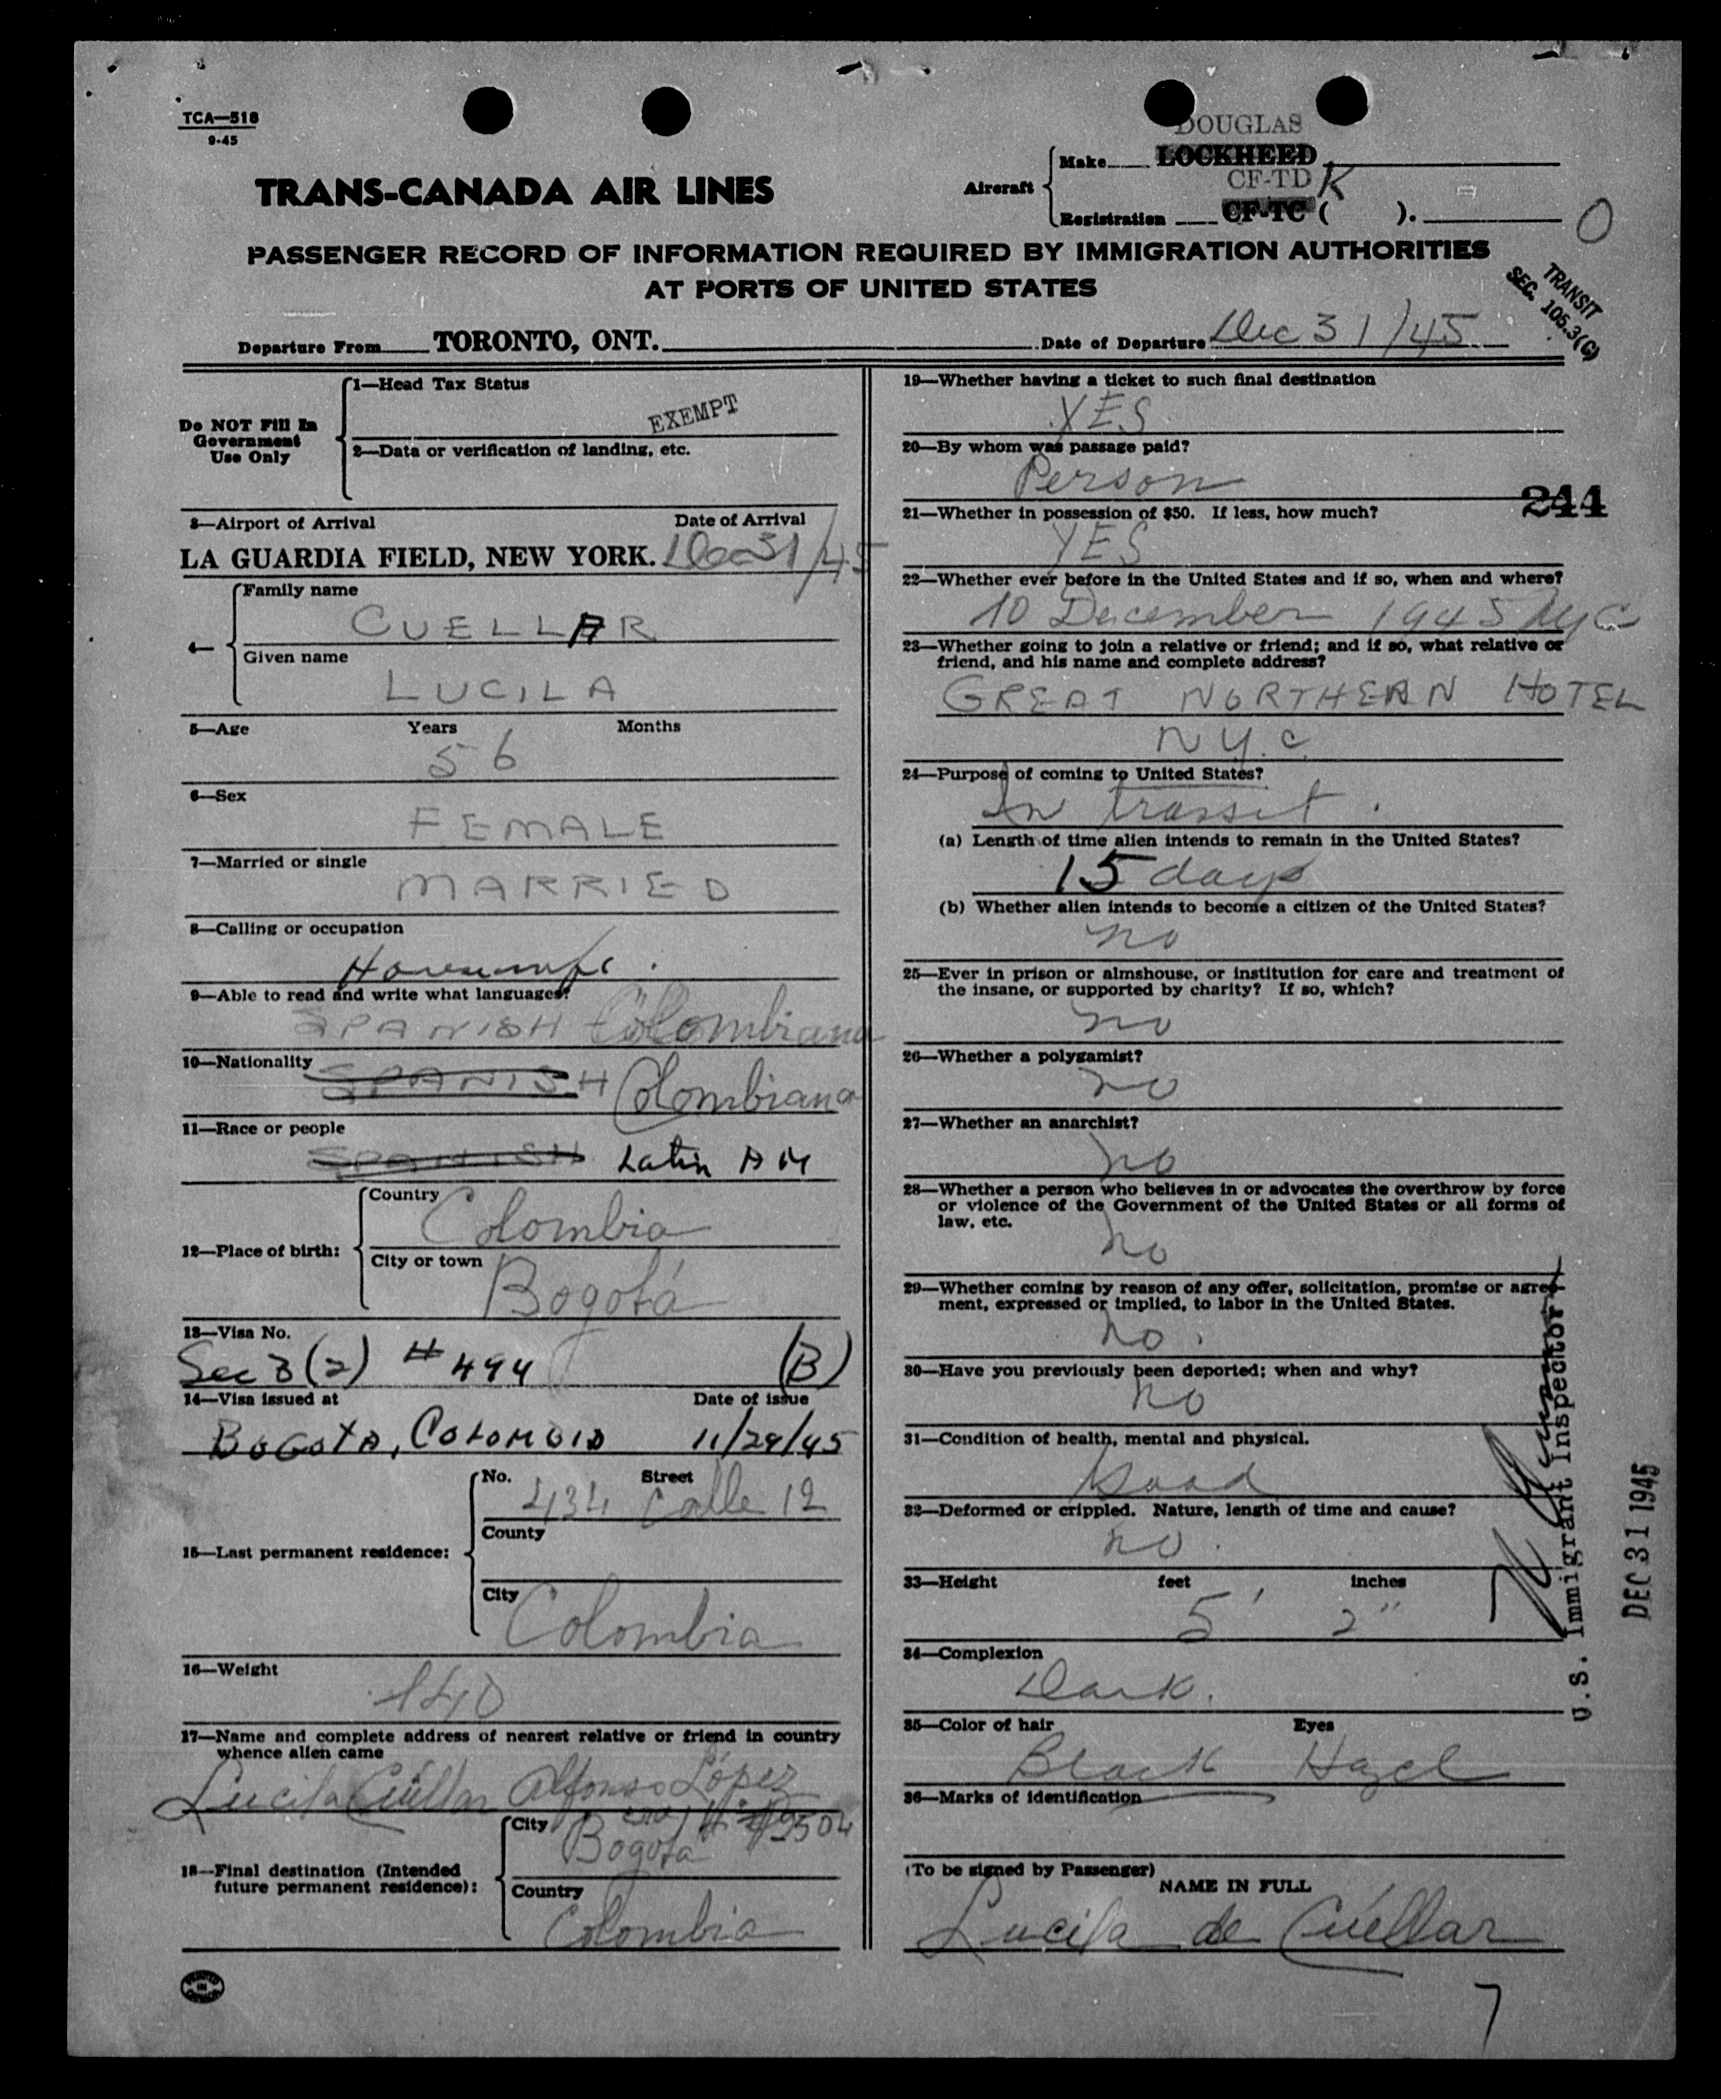 TCA—518
9-45
TRANS-CANADA AIR LINES
Aircraft
DOUGLAS
Make LOCKHEED
CF-TD K
Registration CF-TC ( ).
O
PASSENGER RECORD OF INFORMATION REQUIRED BY IMMIGRATION AUTHORITIES
AT PORTS OF UNITED STATES
TRANSIT
SEC. 105.3(G)
Departure From TORONTO, ONT. Date of Departure Dec 31/45
Do NOT Fill In
Government
Use Only
1—Head Tax Status
EXEMPT
2—Data or verification of landing, etc.
3—Airport of Arrival Date of Arrival
LA GUARDIA FIELD, NEW YORK. Dec 31/45
4—
Family name
CUELLAR
Given name
LUCILA
5—Age Years Months
56
6—Sex
FEMALE
7—Married or single
MARRIED
8—Calling or occupation
Housewife.
9—Able to read and write what languages?
SPANISH Colombiana
10—Nationality
SPANISH Colombiana
11—Race or people
SPANISH Latin AM
12—Place of birth:
Country
Colombia
City or town
Bogotá
13—Visa No.
Sec 3(2) # 494 (B)
14—Visa issued at Date of issue
BOGOTA, COLOMBIA 11/29/45
15—Last permanent residence:
No. Street
434 Calle 12
County
City
Colombia
16—Weight
140
17—Name and complete address of nearest relative or friend in country
whence alien came
Lucila Cuéllar Alfonso López
18—Final destination (Intended
future permanent residence):
City
Bogotá
Country
Colombia
19—Whether having a ticket to such final destination
YES
20—By whom was passage paid?
Person
244
21—Whether in possession of $50. If less, how much?
YES
22—Whether ever before in the United States and if so, when and where?
10 December 1945 NYC
23—Whether going to join a relative or friend; and if so, what relative or
friend, and his name and complete address?
GREAT NORTHERN HOTEL
NY.C
24—Purpose of coming to United States?
In transit.
(a) Length of time alien intends to remain in the United States?
15 days
(b) Whether alien intends to become a citizen of the United States?
no
25—Ever in prison or almshouse, or institution for care and treatment of
the insane, or supported by charity? If so, which?
no
26—Whether a polygamist?
no
27—Whether an anarchist?
no
28—Whether a person who believes in or advocates the overthrow by force
or violence of the Government of the United States or all forms of
law, etc.
no
29—Whether coming by reason of any offer, solicitation, promise or agree-
ment, expressed or implied, to labor in the United States.
no.
30—Have you previously been deported; when and why?
no
31—Condition of health, mental and physical.
Good
32—Deformed or crippled. Nature, length of time and cause?
no.
33—Height feet inches
5' 2"
34—Complexion
Dark.
35—Color of hair Eyes
Black Hazel
36—Marks of identification
U.S. Immigrant Inspector
DEC 31 1945
(To be signed by Passenger)
NAME IN FULL
Lucila de Cuéllar
7